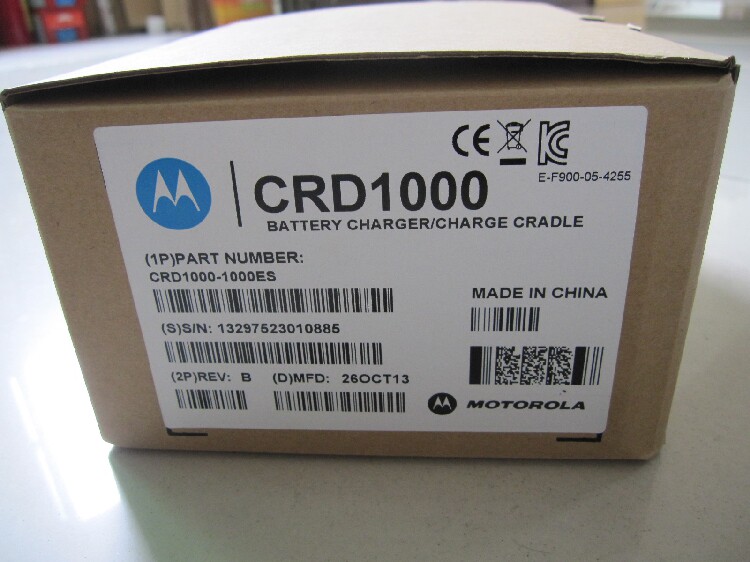 CE
E-F900-05-4255
CRD1000
BATTERY CHARGER/CHARGE CRADLE
(1P)PART NUMBER:
CRD1000-1000ES
MADE IN CHINA
(S)S/N: 13297523010885
(2P)REV: B (D)MFD: 26OCT13
MOTOROLA